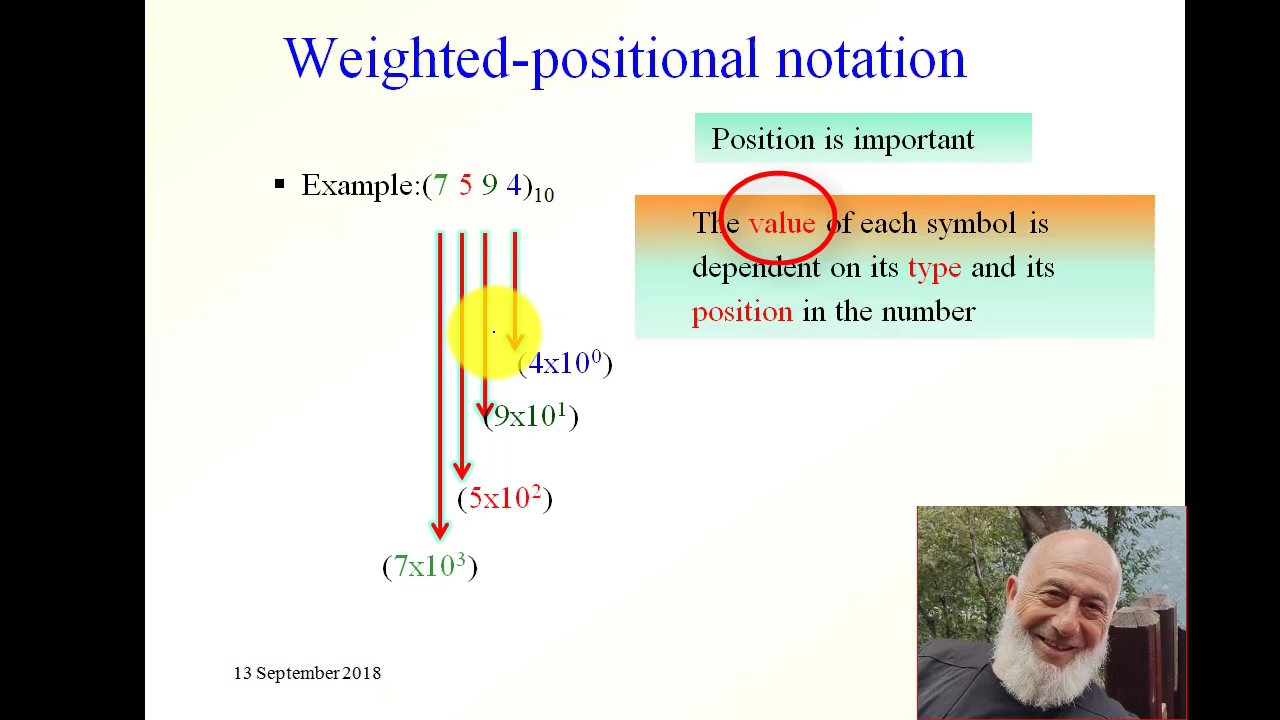 Weighted-positional notation
Position is important
▪ Example:(7 5 9 4)₁₀
The value of each symbol is
dependent on its type and its
position in the number
(4x10⁰)
(9x10¹)
(5x10²)
(7x10³)
13 September 2018